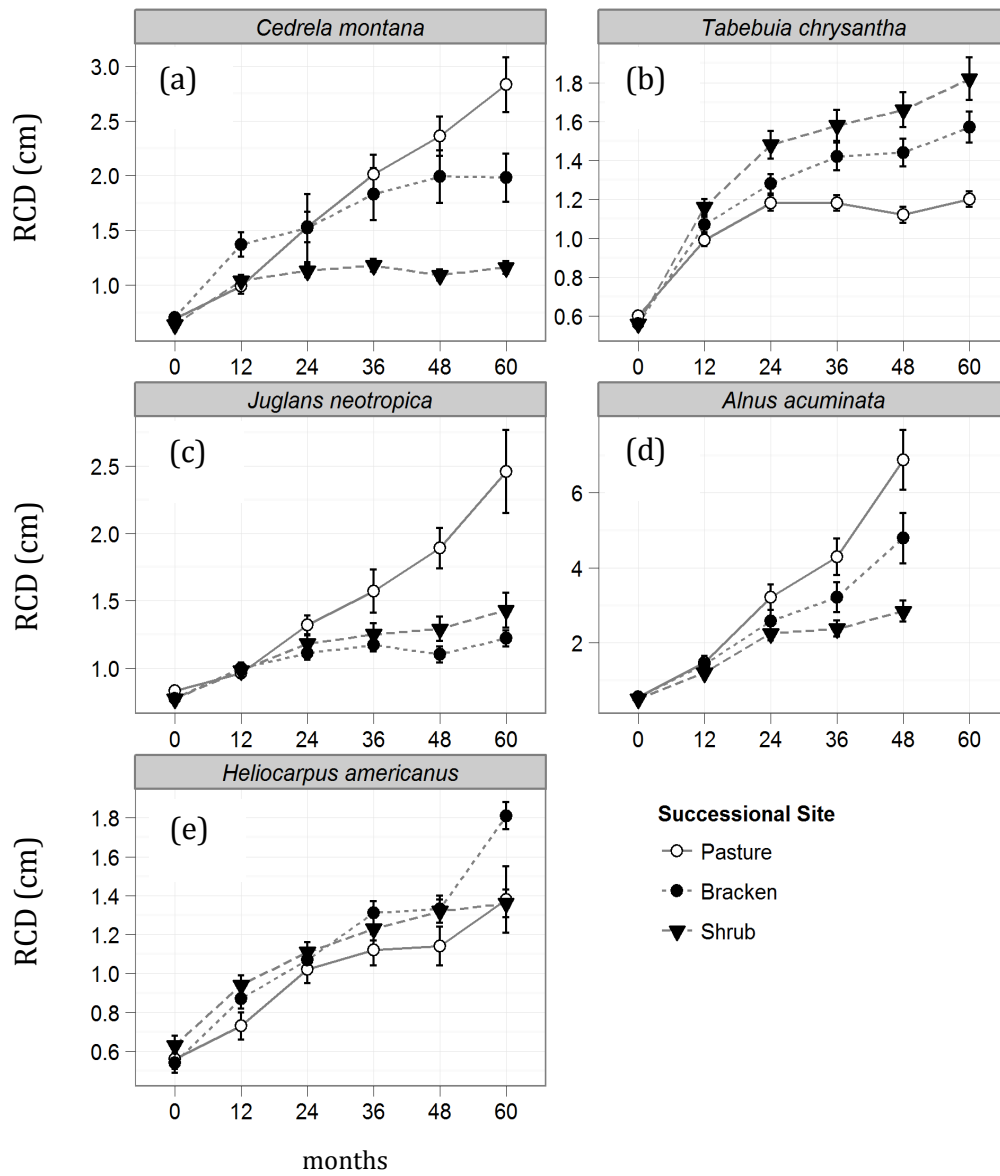 Cedrela montana
Tabebuia chrysantha
(a)
(b)
RCD (cm)
3.0
2.5
2.0
1.5
1.0
1.8
1.6
1.4
1.2
1.0
0.8
0.6
0 12 24 36 48 60
0 12 24 36 48 60
Juglans neotropica
Alnus acuminata
(c)
(d)
RCD (cm)
2.5
2.0
1.5
1.0
6
4
2
0 12 24 36 48 60
0 12 24 36 48 60
Heliocarpus americanus
(e)
RCD (cm)
1.8
1.6
1.4
1.2
1.0
0.8
0.6
0 12 24 36 48 60
months
Successional Site
Pasture
Bracken
Shrub